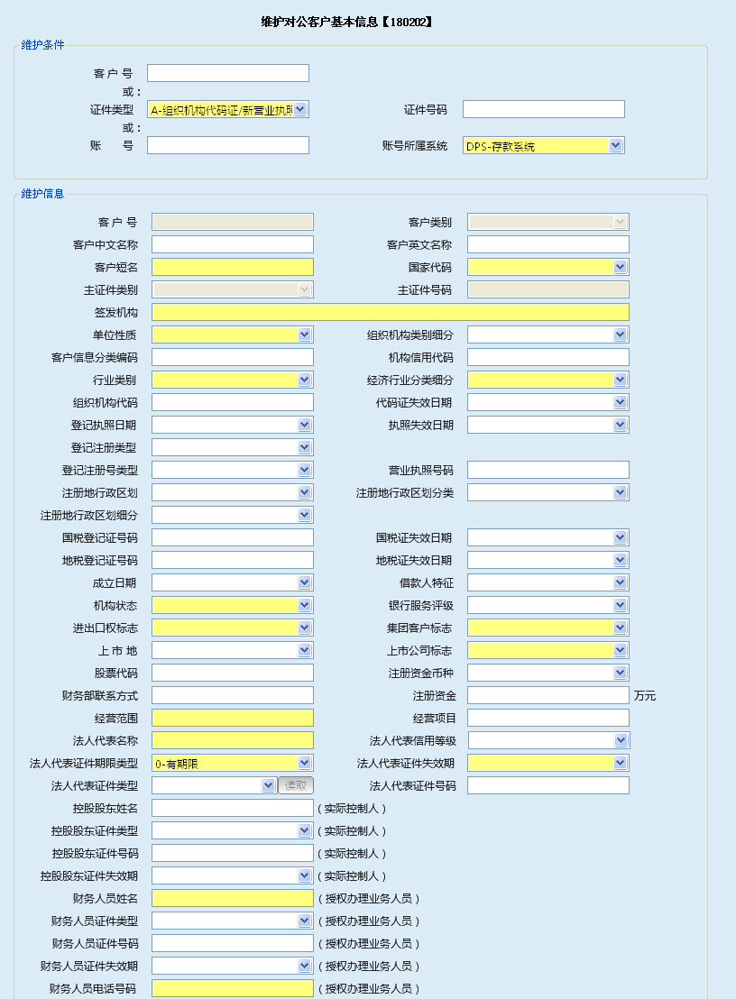 维护对公客户基本信息【180202】
维护条件
客 户 号
或：
证件类型 A-组织机构代码证/新营业执照 证件号码
或：
账 号 账号所属系统 DPS-存款系统
维护信息
客 户 号 客户类别
客户中文名称 客户英文名称
客户短名 国家代码
主证件类别 主证件号码
签发机构
单位性质 组织机构类别细分
客户信息分类编码 机构信用代码
行业类别 经济行业分类细分
组织机构代码 代码证失效日期
登记执照日期 执照失效日期
登记注册类型
登记注册号类型 营业执照号码
注册地行政区划 注册地行政区划分类
注册地行政区划细分
国税登记证号码 国税证失效日期
地税登记证号码 地税证失效日期
成立日期 借款人特征
机构状态 银行服务评级
进出口权标志 集团客户标志
上 市 地 上市公司标志
股票代码 注册资金币种
财务部联系方式 注册资金 万元
经营范围 经营项目
法人代表名称 法人代表信用等级
法人代表证件期限类型 0-有期限 法人代表证件失效期
法人代表证件类型 读取 法人代表证件号码
控股股东姓名 （实际控制人）
控股股东证件类型 （实际控制人）
控股股东证件号码 （实际控制人）
控股股东证件失效期 （实际控制人）
财务人员姓名 （授权办理业务人员）
财务人员证件类型 （授权办理业务人员）
财务人员证件号码 （授权办理业务人员）
财务人员证件失效期 （授权办理业务人员）
财务人员电话号码 （授权办理业务人员）